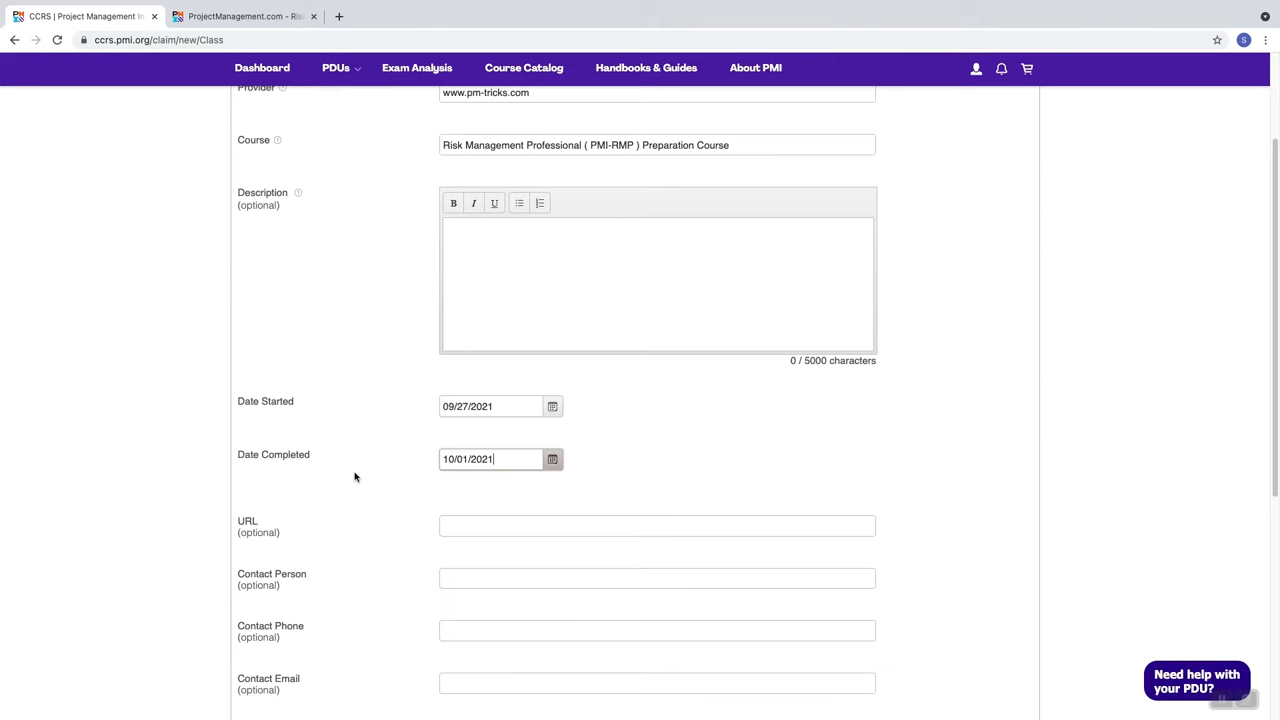 CCRS | Project Management In
ProjectManagement.com - Ris
ccrs.pmi.org/claim/new/Class
S
Dashboard PDUs Exam Analysis Course Catalog Handbooks & Guides About PMI
Provider
www.pm-tricks.com
Course
Risk Management Professional ( PMI-RMP ) Preparation Course
Description
(optional)
B I U
0 / 5000 characters
Date Started
09/27/2021
Date Completed
10/01/2021
URL
(optional)
Contact Person
(optional)
Contact Phone
(optional)
Contact Email
(optional)
Need help with
your PDU?